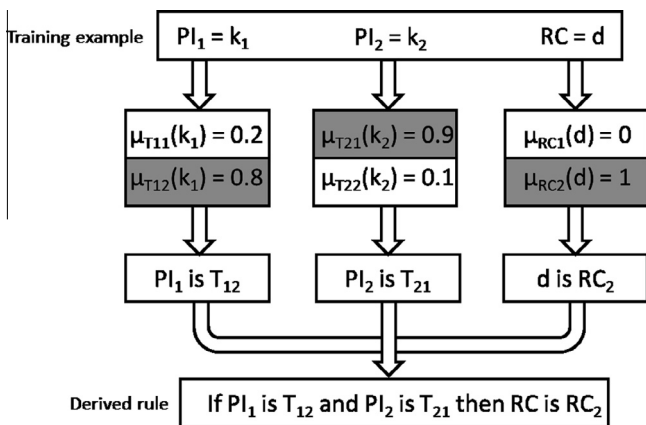 Training example PI₁ = k₁ PI₂ = k₂ RC = d
μT11(k₁) = 0.2 μT21(k₂) = 0.9 μRC1(d) = 0
μT12(k₁) = 0.8 μT22(k₂) = 0.1 μRC2(d) = 1
PI₁ is T₁₂ PI₂ is T₂₁ d is RC₂
Derived rule If PI₁ is T₁₂ and PI₂ is T₂₁ then RC is RC₂